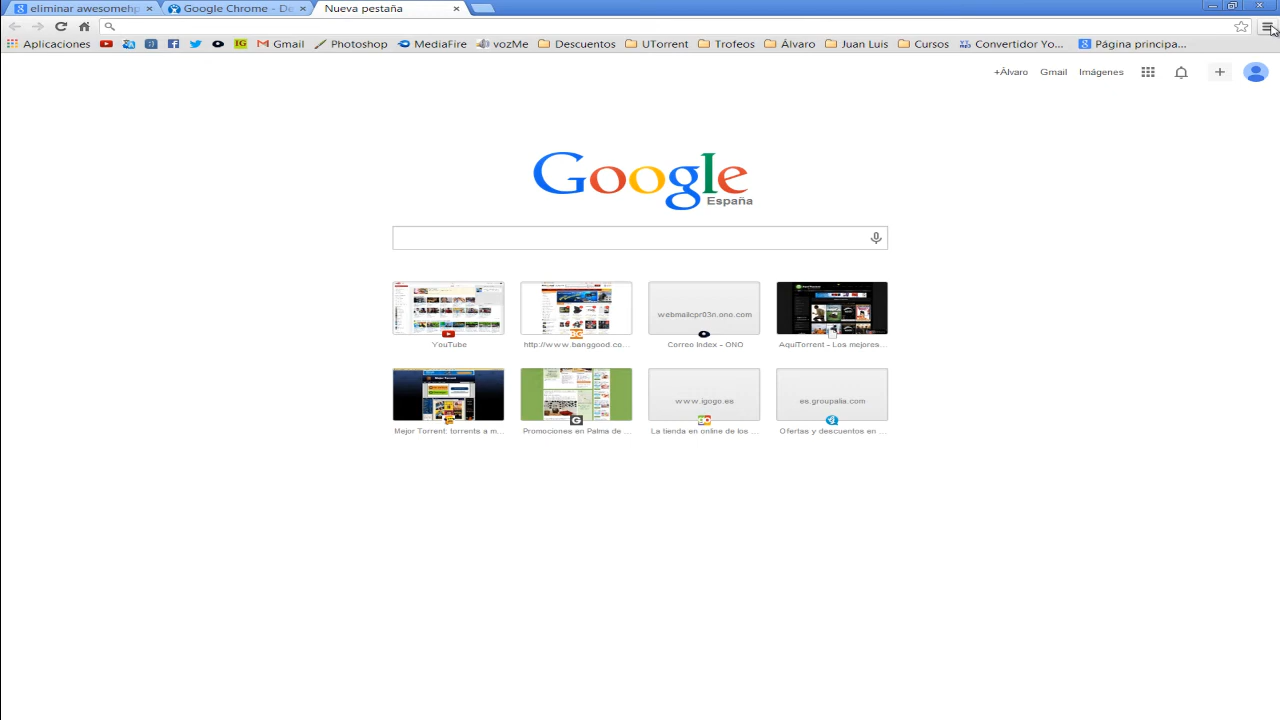 eliminar awesomehp
Google Chrome - De
Nueva pestaña
Aplicaciones
IG
Gmail
Photoshop
MediaFire
vozMe
Descuentos
UTorrent
Trofeos
Álvaro
Juan Luis
Cursos
Convertidor Yo...
Página principa...
+Álvaro
Gmail
Imágenes
Google
España
YouTube
http://www.banggood.co...
webmailcpr03n.ono.com
Correo Index - ONO
AquiTorrent - Los mejores...
Mejor Torrent: torrents a m...
Promociones en Palma de ...
www.igogo.es
La tienda en online de los ...
es.groupalia.com
Ofertas y descuentos en ...